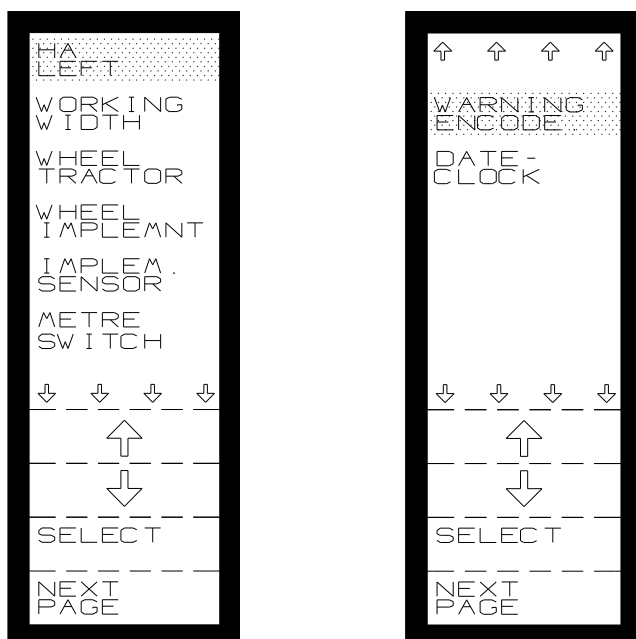 HA
LEFT
WORKING
WIDTH
WHEEL
TRACTOR
WHEEL
IMPLEMNT
IMPLEM.
SENSOR
METRE
SWITCH
SELECT
NEXT
PAGE
WARNING
ENCODE.
DATE-
CLOCK
SELECT
NEXT
PAGE